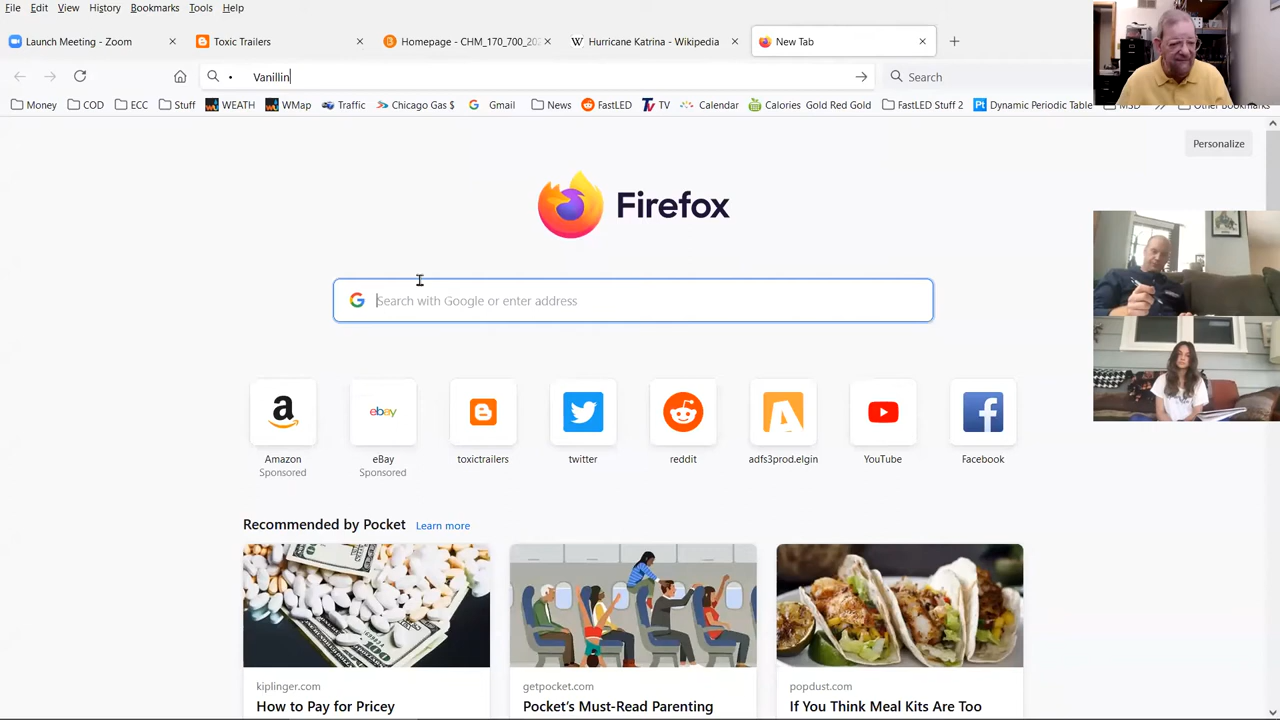 File Edit View History Bookmarks Tools Help
Launch Meeting - Zoom Toxic Trailers Homepage - CHM_170_700_202 Hurricane Katrina - Wikipedia New Tab
• Vanillin Search
Money COD ECC Stuff WEATH WMap Traffic Chicago Gas $ Gmail News FastLED TV Calendar Calories Gold Red Gold FastLED Stuff 2 Dynamic Periodic Table MSD Other Bookmarks
Personalize
Firefox
Search with Google or enter address
Amazon eBay toxictrailers twitter reddit adfs3prod.elgin YouTube Facebook
Sponsored Sponsored
Recommended by Pocket Learn more
kiplinger.com getpocket.com popdust.com
How to Pay for Pricey Pocket's Must-Read Parenting If You Think Meal Kits Are Too